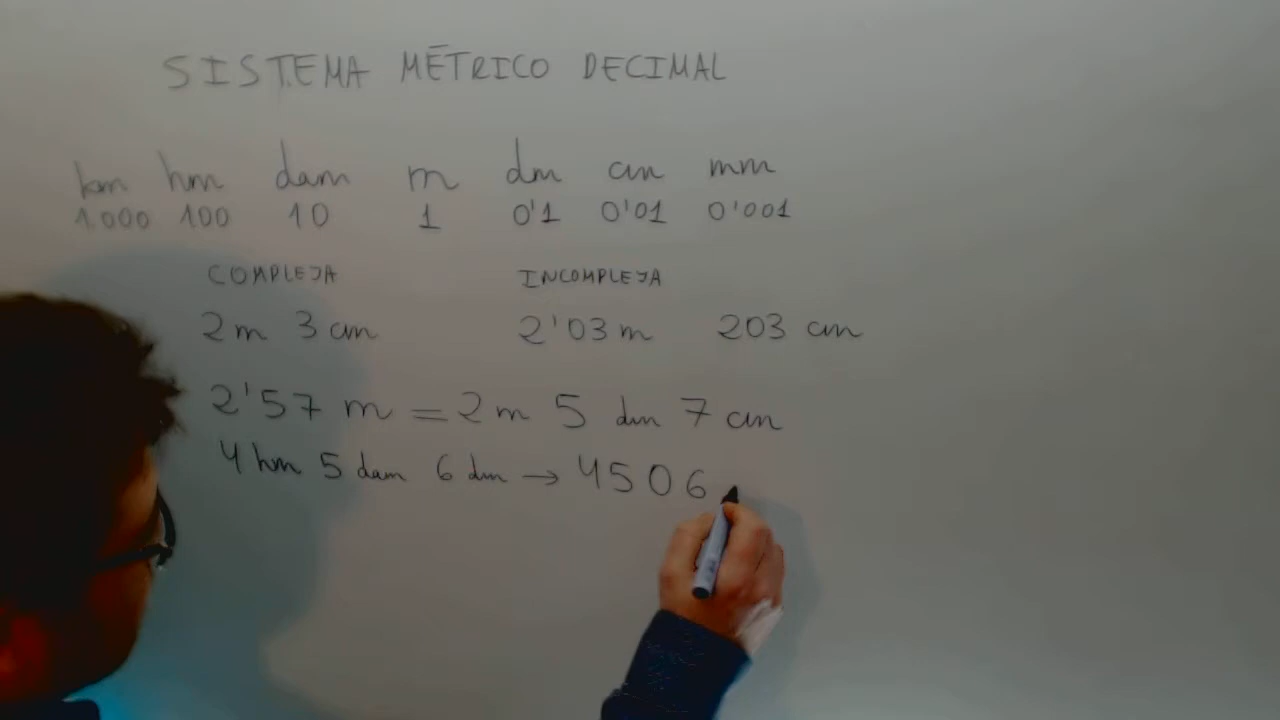 SISTEMA MÉTRICO DECIMAL
km hm dam m dm cm mm
1.000 100 10 1 0'1 0'01 0'001
COMPLEJA INCOMPLEJA
2m 3 cm 2'03 m 203 cm
2'57 m = 2 m 5 dm 7 cm
4 hm 5 dam 6 dm → 4506